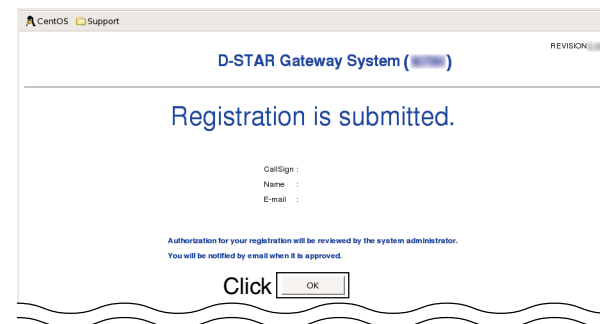 CentOS Support
REVISION
D-STAR Gateway System ( )
Registration is submitted.
CallSign :
Name :
E-mail :
Authorization for your registration will be reviewed by the system administrator.
You will be notified by email when it is approved.
Click OK